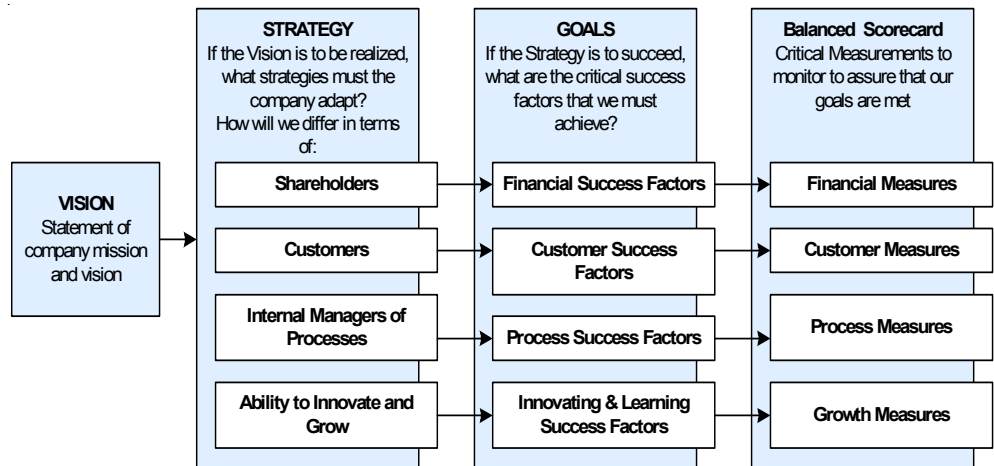 VISION
Statement of
company mission
and vision
STRATEGY
If the Vision is to be realized,
what strategies must the
company adapt?
How will we differ in terms
of:
Shareholders
Customers
Internal Managers of
Processes
Ability to Innovate and
Grow
GOALS
If the Strategy is to succeed,
what are the critical success
factors that we must
achieve?
Financial Success Factors
Customer Success
Factors
Process Success Factors
Innovating & Learning
Success Factors
Balanced Scorecard
Critical Measurements to
monitor to assure that our
goals are met
Financial Measures
Customer Measures
Process Measures
Growth Measures